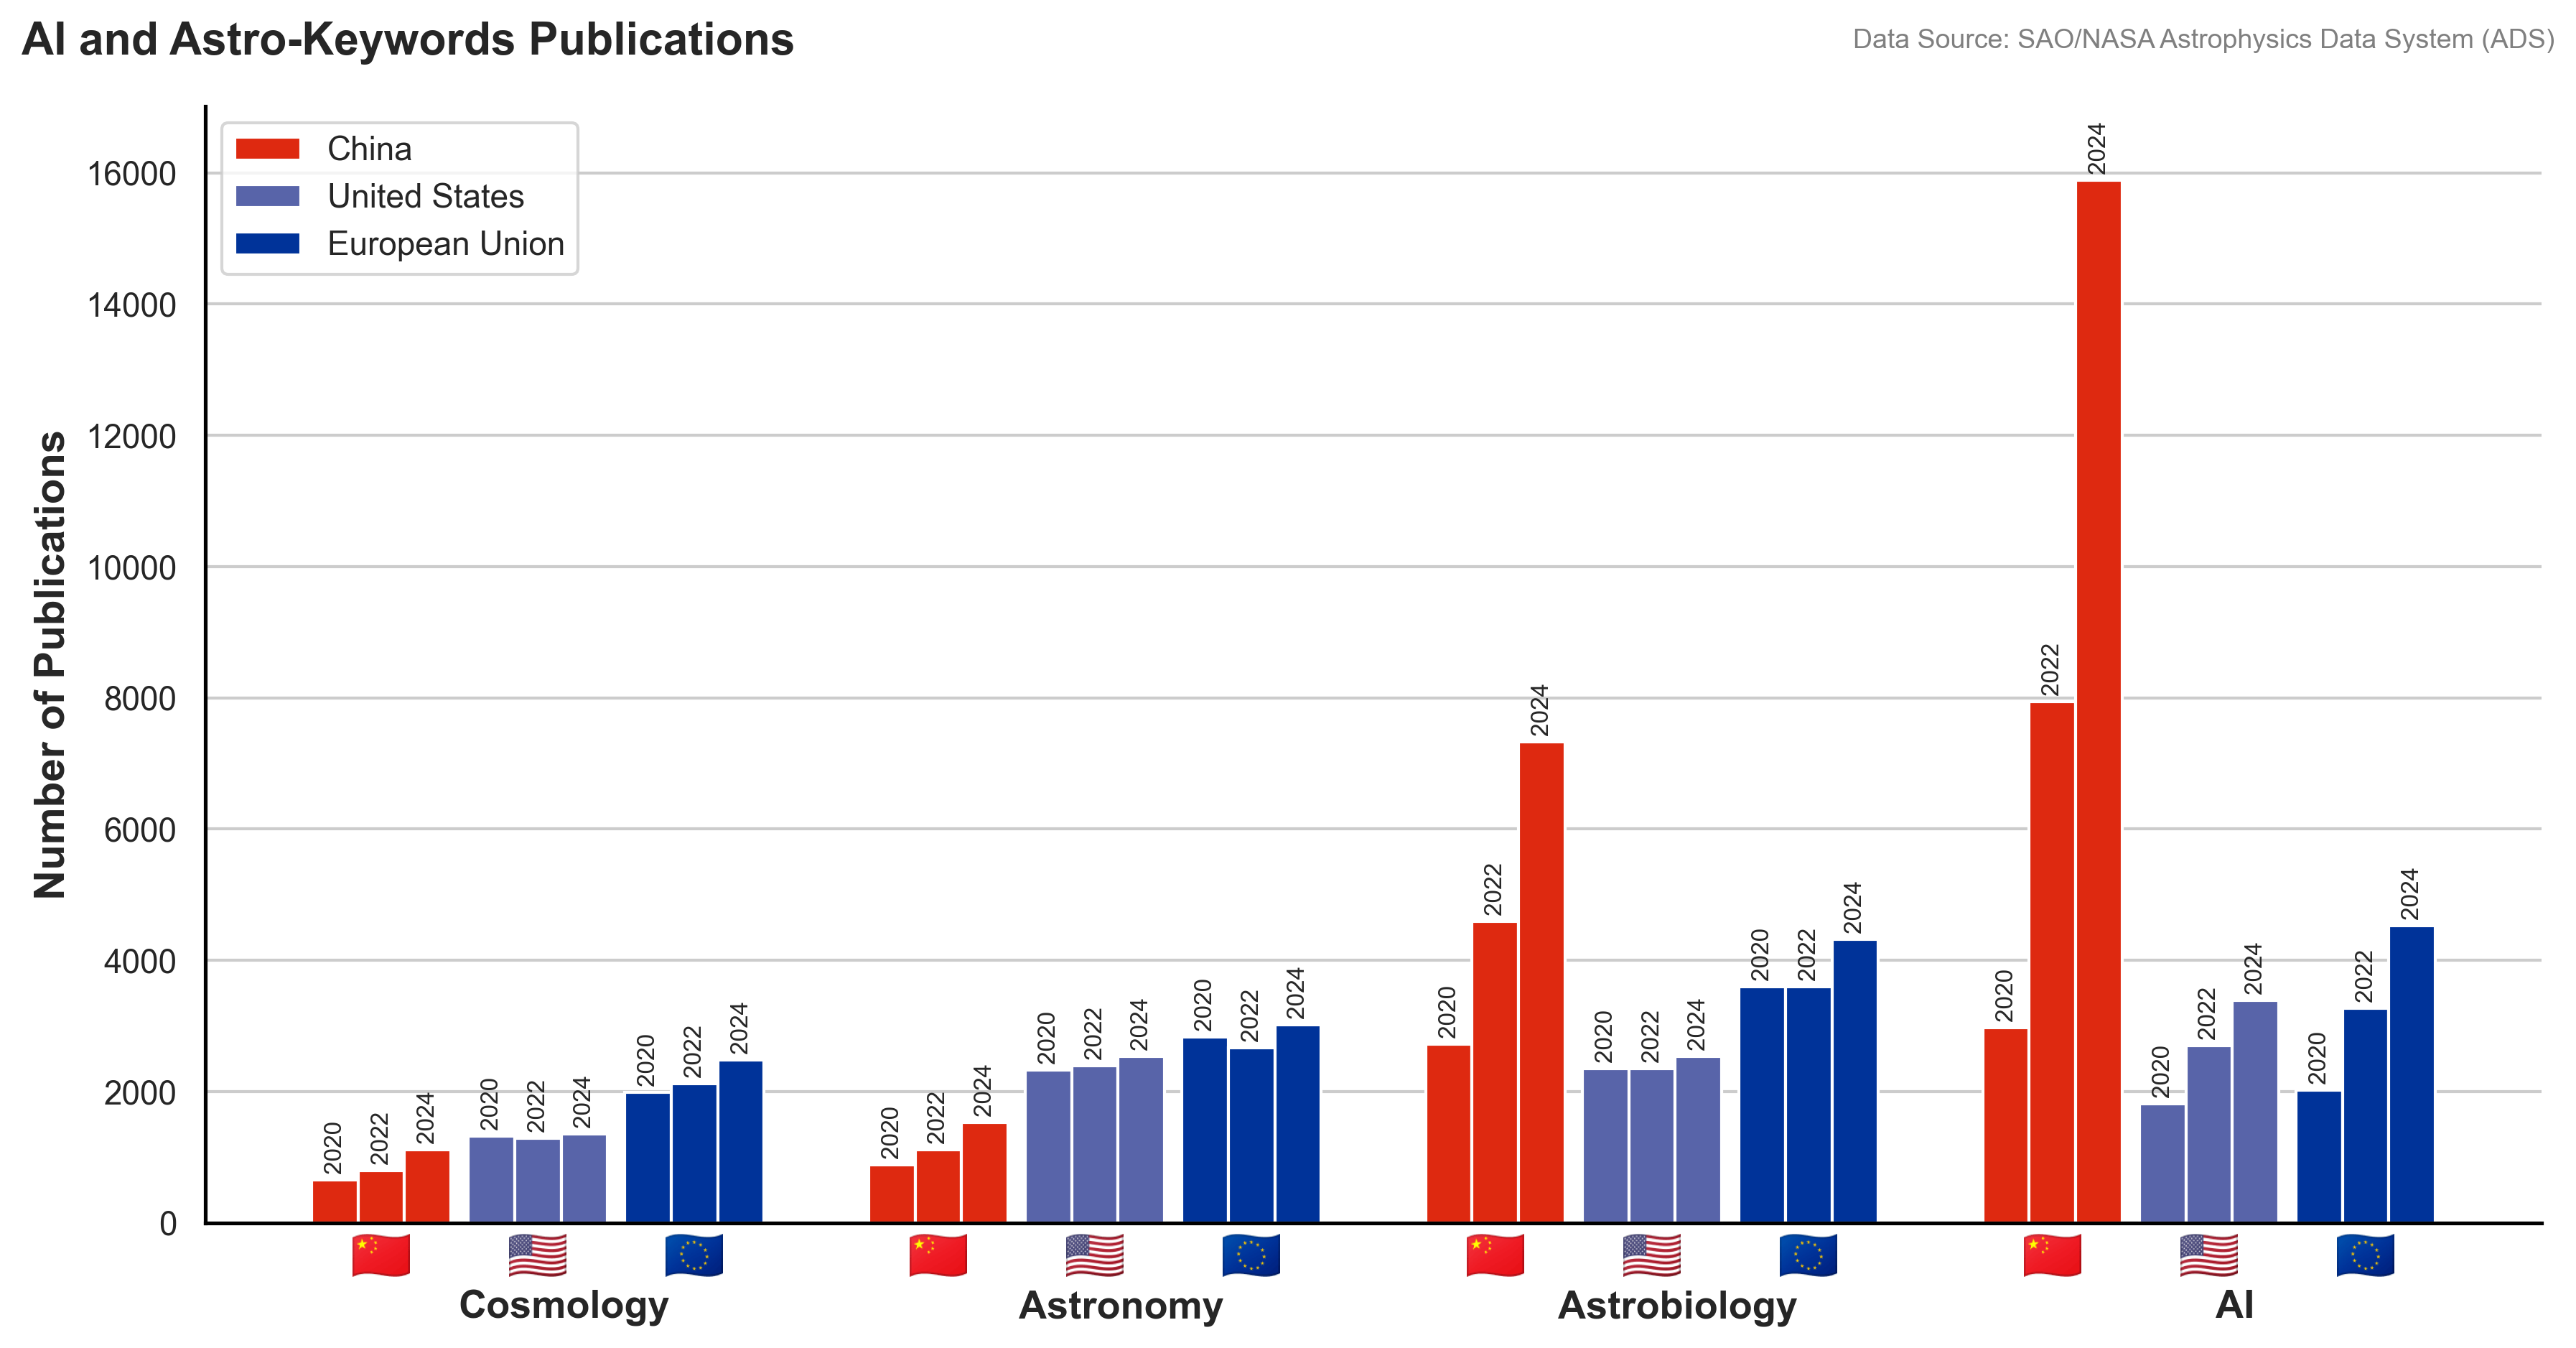 AI and Astro-Keywords Publications
Data Source: SAO/NASA Astrophysics Data System (ADS)
China
United States
European Union
Number of Publications
16000
14000
12000
10000
8000
6000
4000
2000
0
2020 2022 2024 2020 2022 2024 2020 2022 2024
2020 2022 2024 2020 2022 2024 2020 2022 2024
2020 2022 2024 2020 2022 2024 2020 2022 2024
2020 2022 2024 2020 2022 2024 2020 2022 2024
Cosmology Astronomy Astrobiology AI